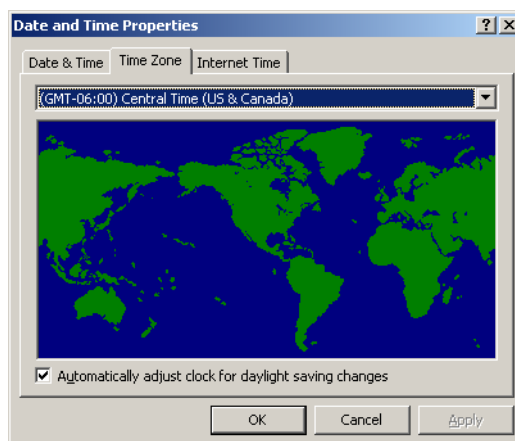 Date and Time Properties
Date & Time Time Zone Internet Time
(GMT-06:00) Central Time (US & Canada)
Automatically adjust clock for daylight saving changes
OK Cancel Apply